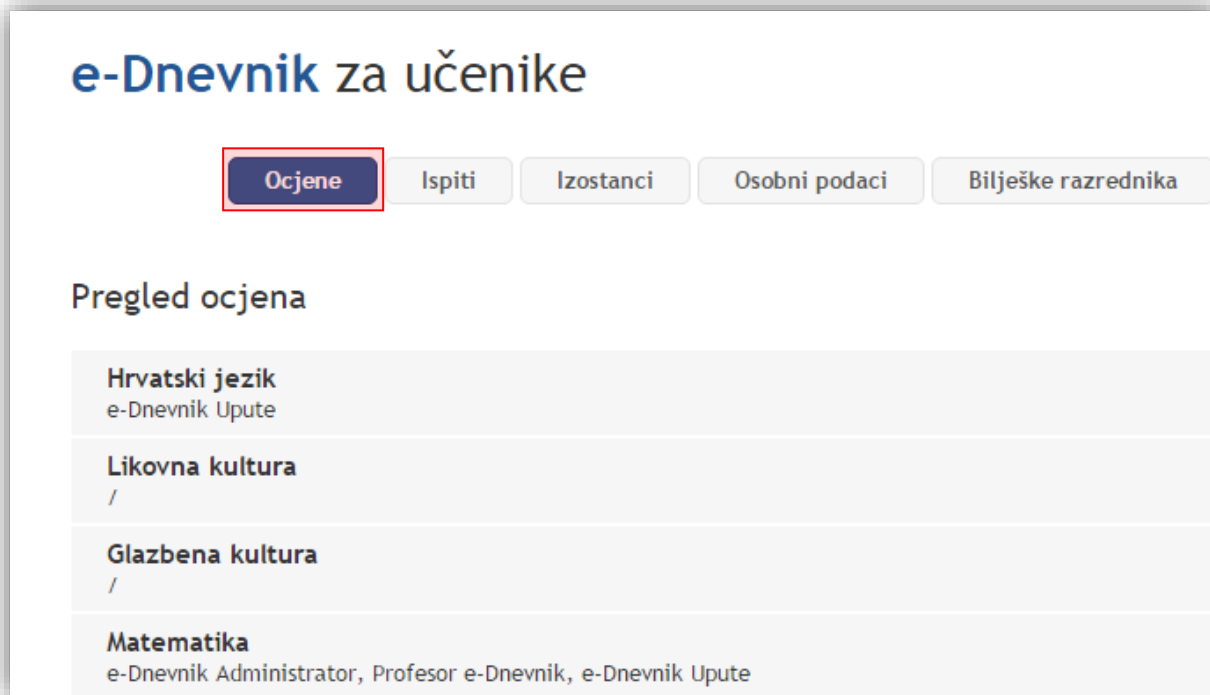 e-Dnevnik za učenike
Ocjene Ispiti Izostanci Osobni podaci Bilješke razrednika
Pregled ocjena
Hrvatski jezik
e-Dnevnik Upute
Likovna kultura
/
Glazbena kultura
/
Matematika
e-Dnevnik Administrator, Profesor e-Dnevnik, e-Dnevnik Upute